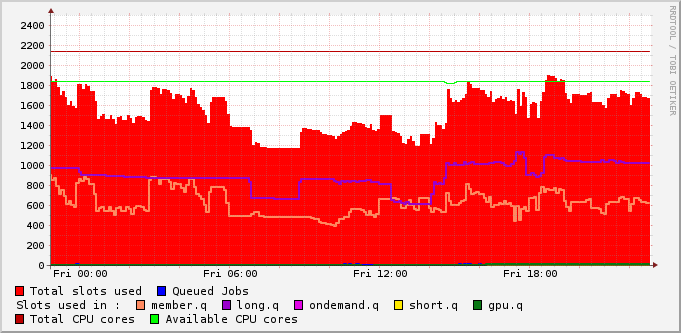 2400
2200
2000
1800
1600
1400
1200
1000
800
600
400
200
0
Fri 00:00 Fri 06:00 Fri 12:00 Fri 18:00
Total slots used Queued Jobs
Slots used in : member.q long.q ondemand.q short.q gpu.q
Total CPU cores Available CPU cores
RRDTOOL / TOBI OETIKER